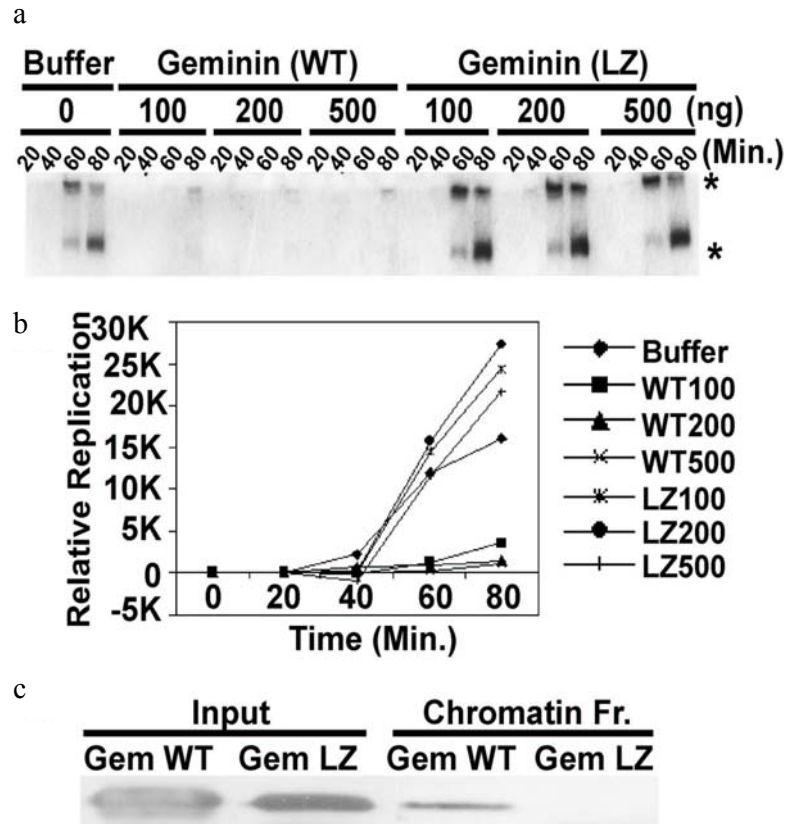 a
Buffer Geminin (WT) Geminin (LZ)
0 100 200 500 100 200 500 (ng)
20 40 60 80 20 40 60 80 20 40 60 80 20 40 60 80 20 40 60 80 20 40 60 80 20 40 60 80 (Min.)
*
*
b
30K
25K
20K
10K
5K
0
-5K
Relative Replication
0 20 40 60 80
Time (Min.)
Buffer
WT100
WT200
WT500
LZ100
LZ200
LZ500
c
Input Chromatin Fr.
Gem WT Gem LZ Gem WT Gem LZ